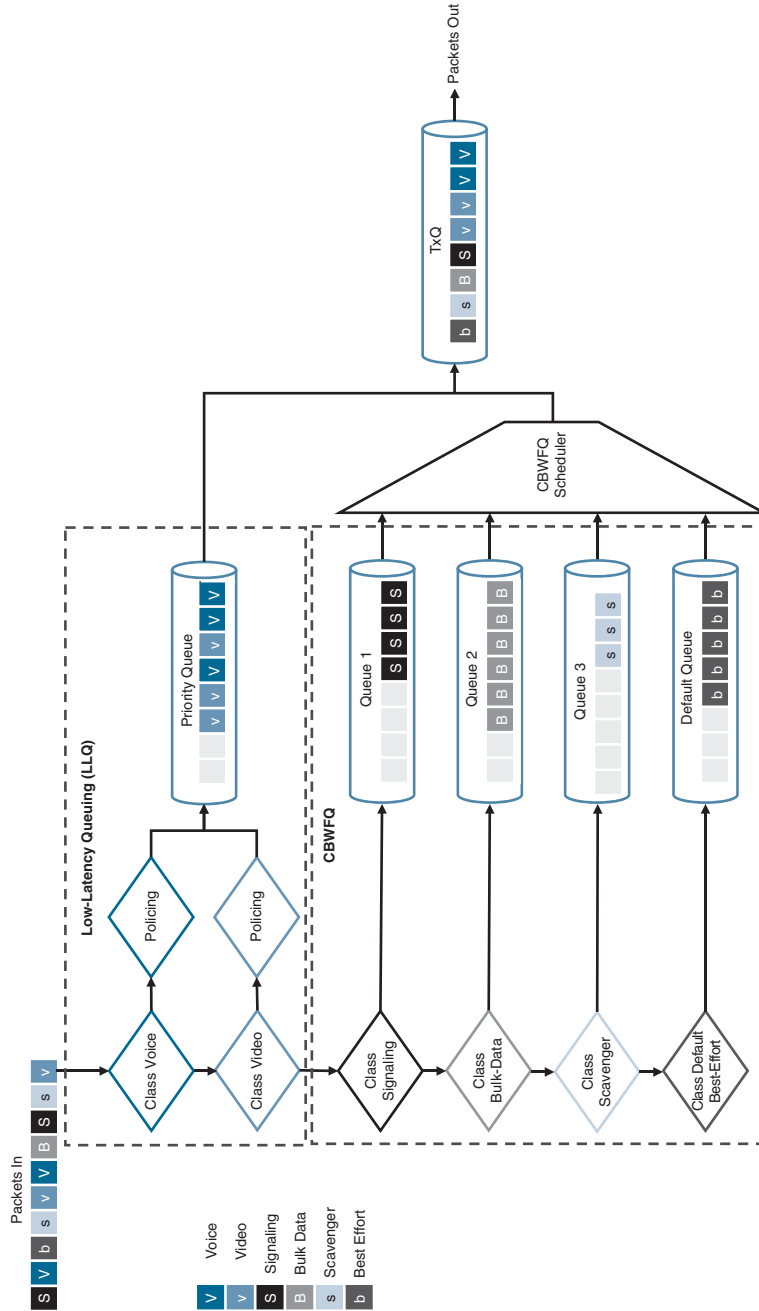 Packets In
S V b s v V B S s v
Low-Latency Queuing (LLQ)
Class Voice
Policing
Class Video
Policing
Priority Queue
v v V v V V
CBWFQ
Class
Signaling
Queue 1
S S S S
Class
Bulk-Data
Queue 2
B B B B B B
Class
Scavenger
Queue 3
s s s
Class Default
Best-Effort
Default Queue
b b b b b
CBWFQ
Scheduler
TxQ
b s B S v v V V
Packets Out
V Voice
v Video
S Signaling
B Bulk Data
s Scavenger
b Best Effort